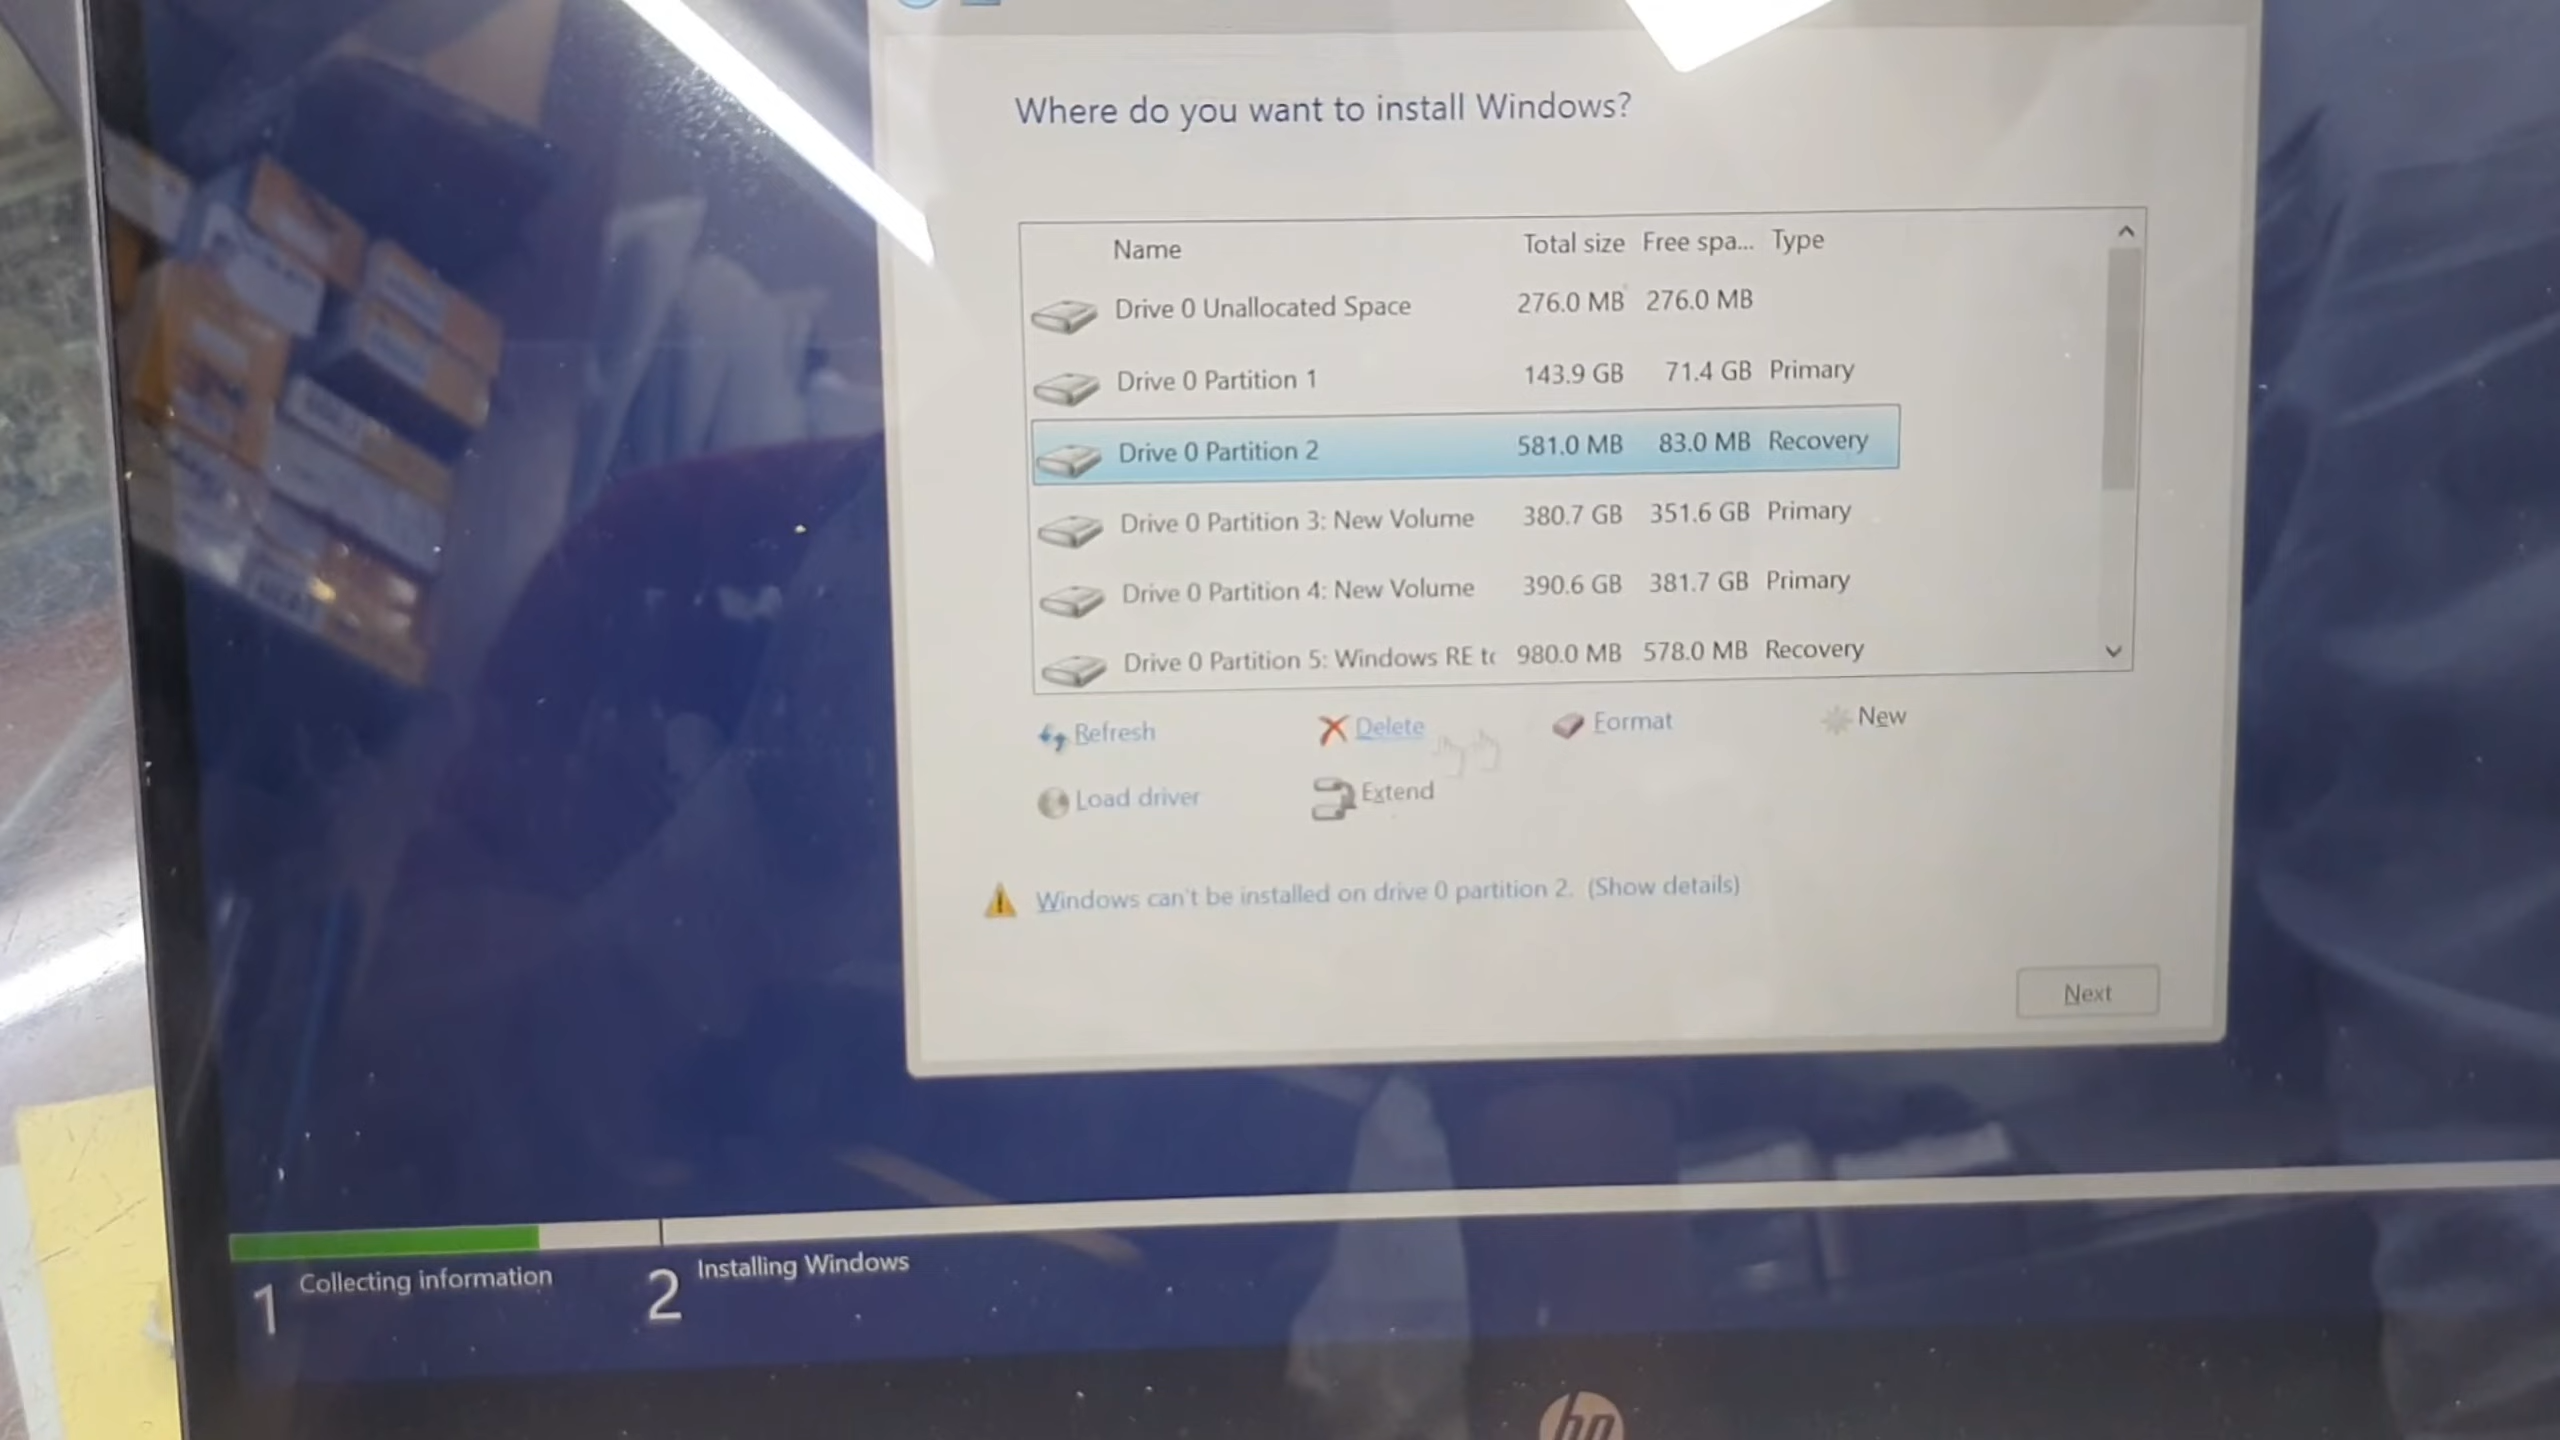 Where do you want to install Windows?
Name Total size Free spa... Type
Drive 0 Unallocated Space 276.0 MB 276.0 MB
Drive 0 Partition 1 143.9 GB 71.4 GB Primary
Drive 0 Partition 2 581.0 MB 83.0 MB Recovery
Drive 0 Partition 3: New Volume 380.7 GB 351.6 GB Primary
Drive 0 Partition 4: New Volume 390.6 GB 381.7 GB Primary
Drive 0 Partition 5: Windows RE to 980.0 MB 578.0 MB Recovery
Refresh Delete Format New
Load driver Extend
Windows can't be installed on drive 0 partition 2. (Show details)
Next
1 Collecting information 2 Installing Windows
hp